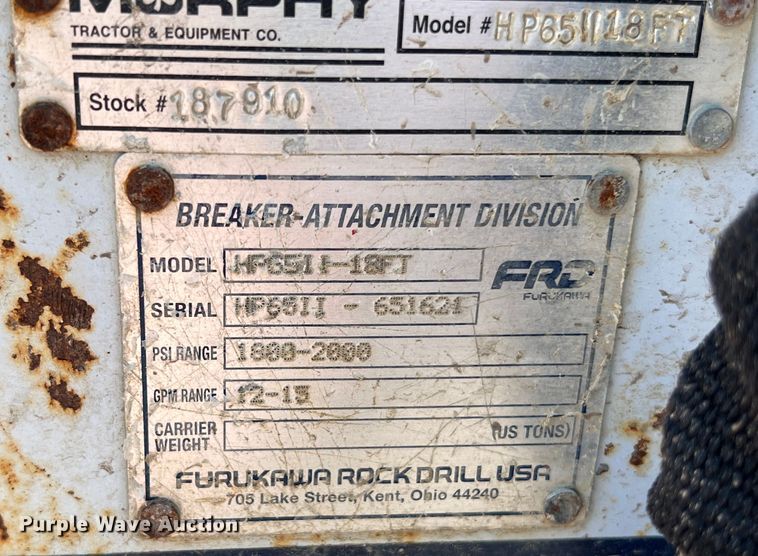 MURPHY
TRACTOR & EQUIPMENT CO.
Model # HP65II18FT
Stock # 187910
BREAKER-ATTACHMENT DIVISION
MODEL HP65II-18FT
FRD
FURUKAWA
SERIAL HP65II - 651621
PSI RANGE 1800-2000
GPM RANGE 12-15
CARRIER
WEIGHT (US TONS)
FURUKAWA ROCK DRILL USA
705 Lake Street, Kent, Ohio 44240
Purple Wave Auction